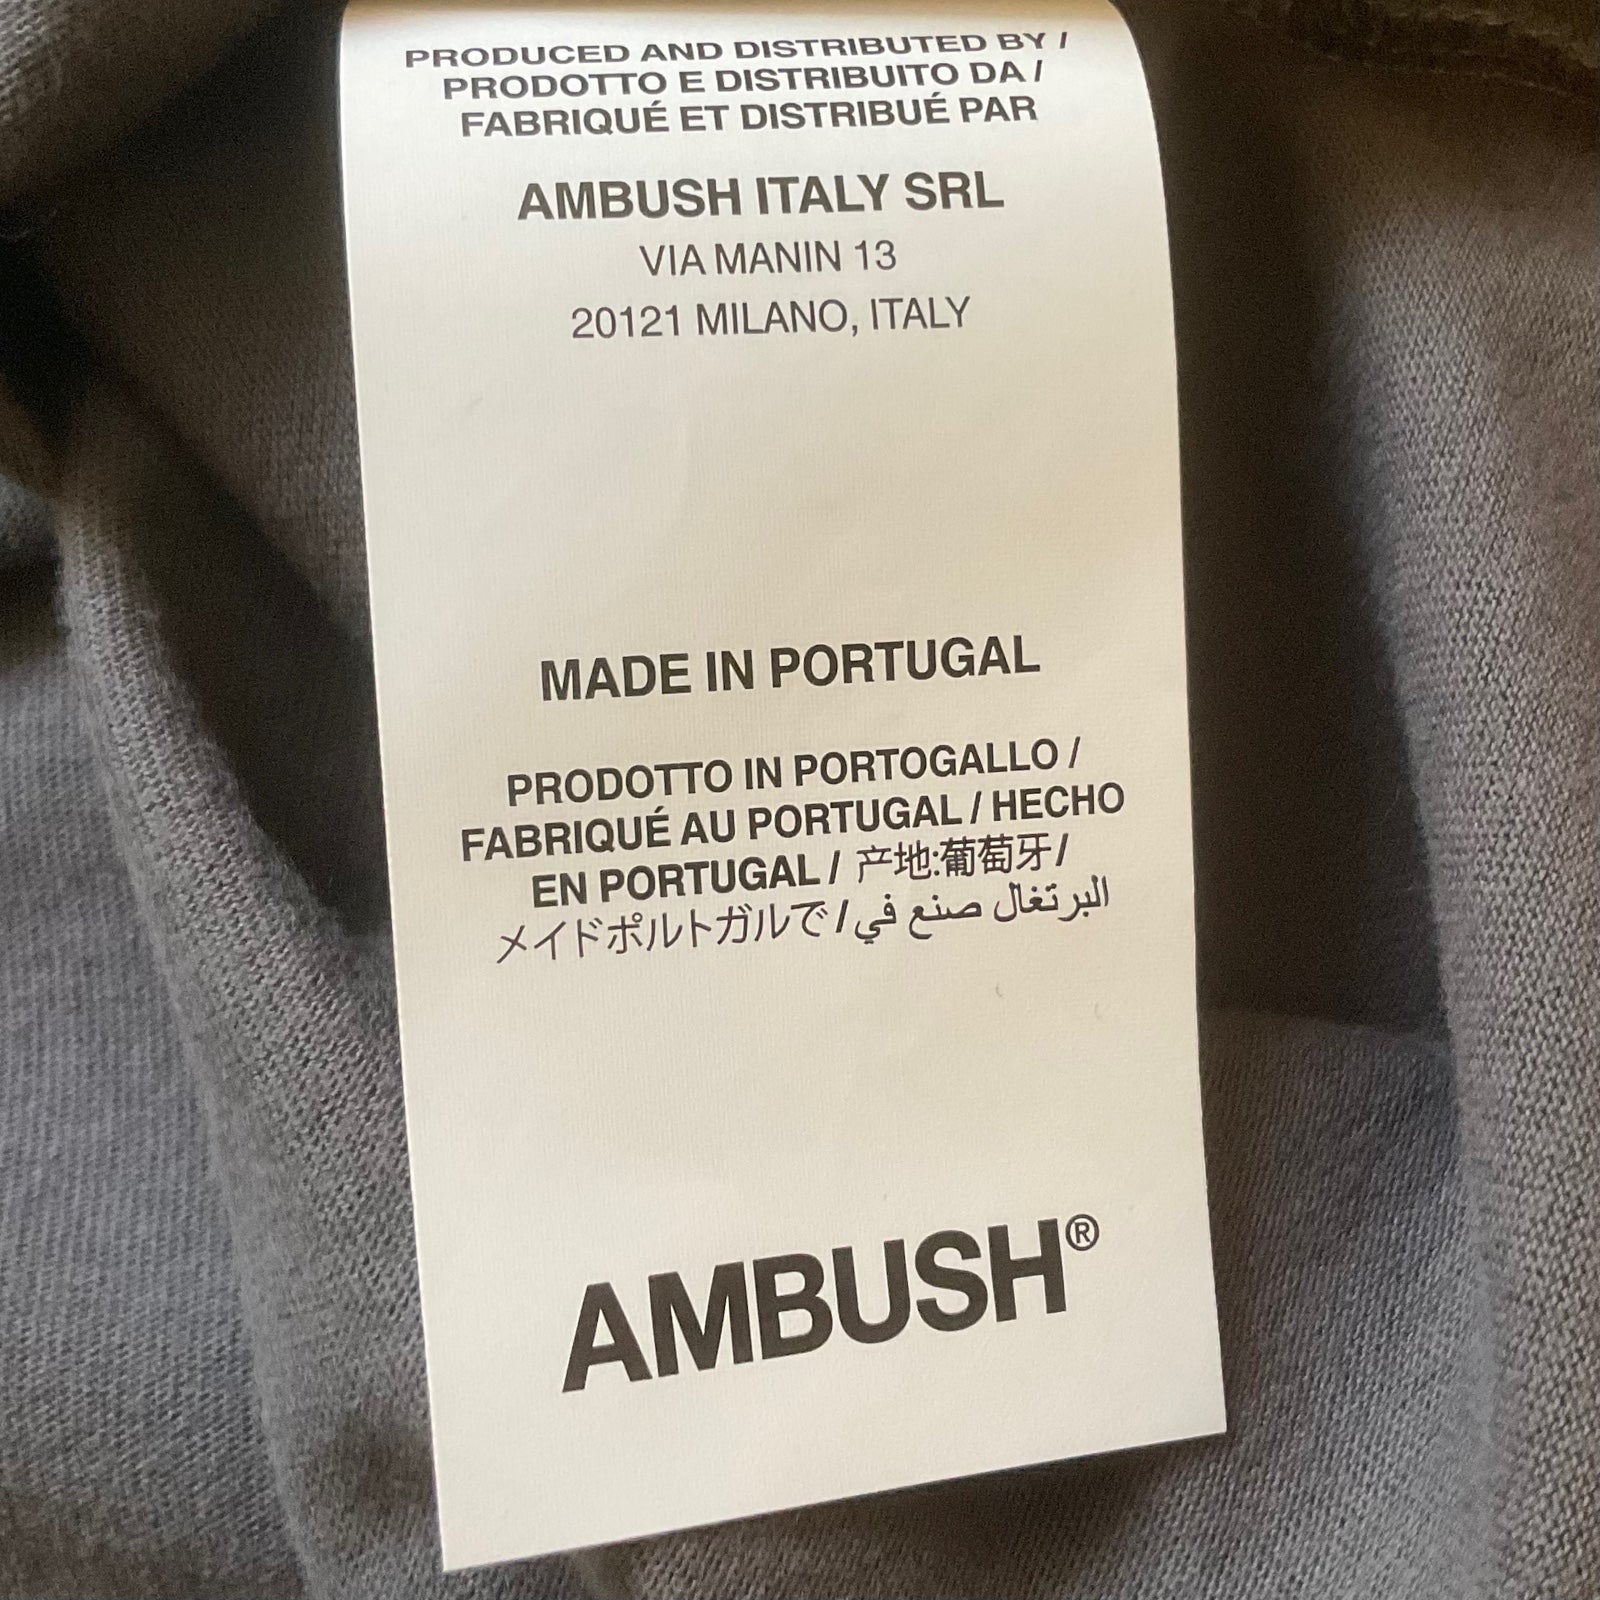 PRODUCED AND DISTRIBUTED BY /
PRODOTTO E DISTRIBUITO DA /
FABRIQUÉ ET DISTRIBUÉ PAR
AMBUSH ITALY SRL
VIA MANIN 13
20121 MILANO, ITALY
MADE IN PORTUGAL
PRODOTTO IN PORTOGALLO /
FABRIQUÉ AU PORTUGAL / HECHO
EN PORTUGAL / 产地:葡萄牙 /
メイドポルトガルで / البرتغال صنع في
AMBUSH®